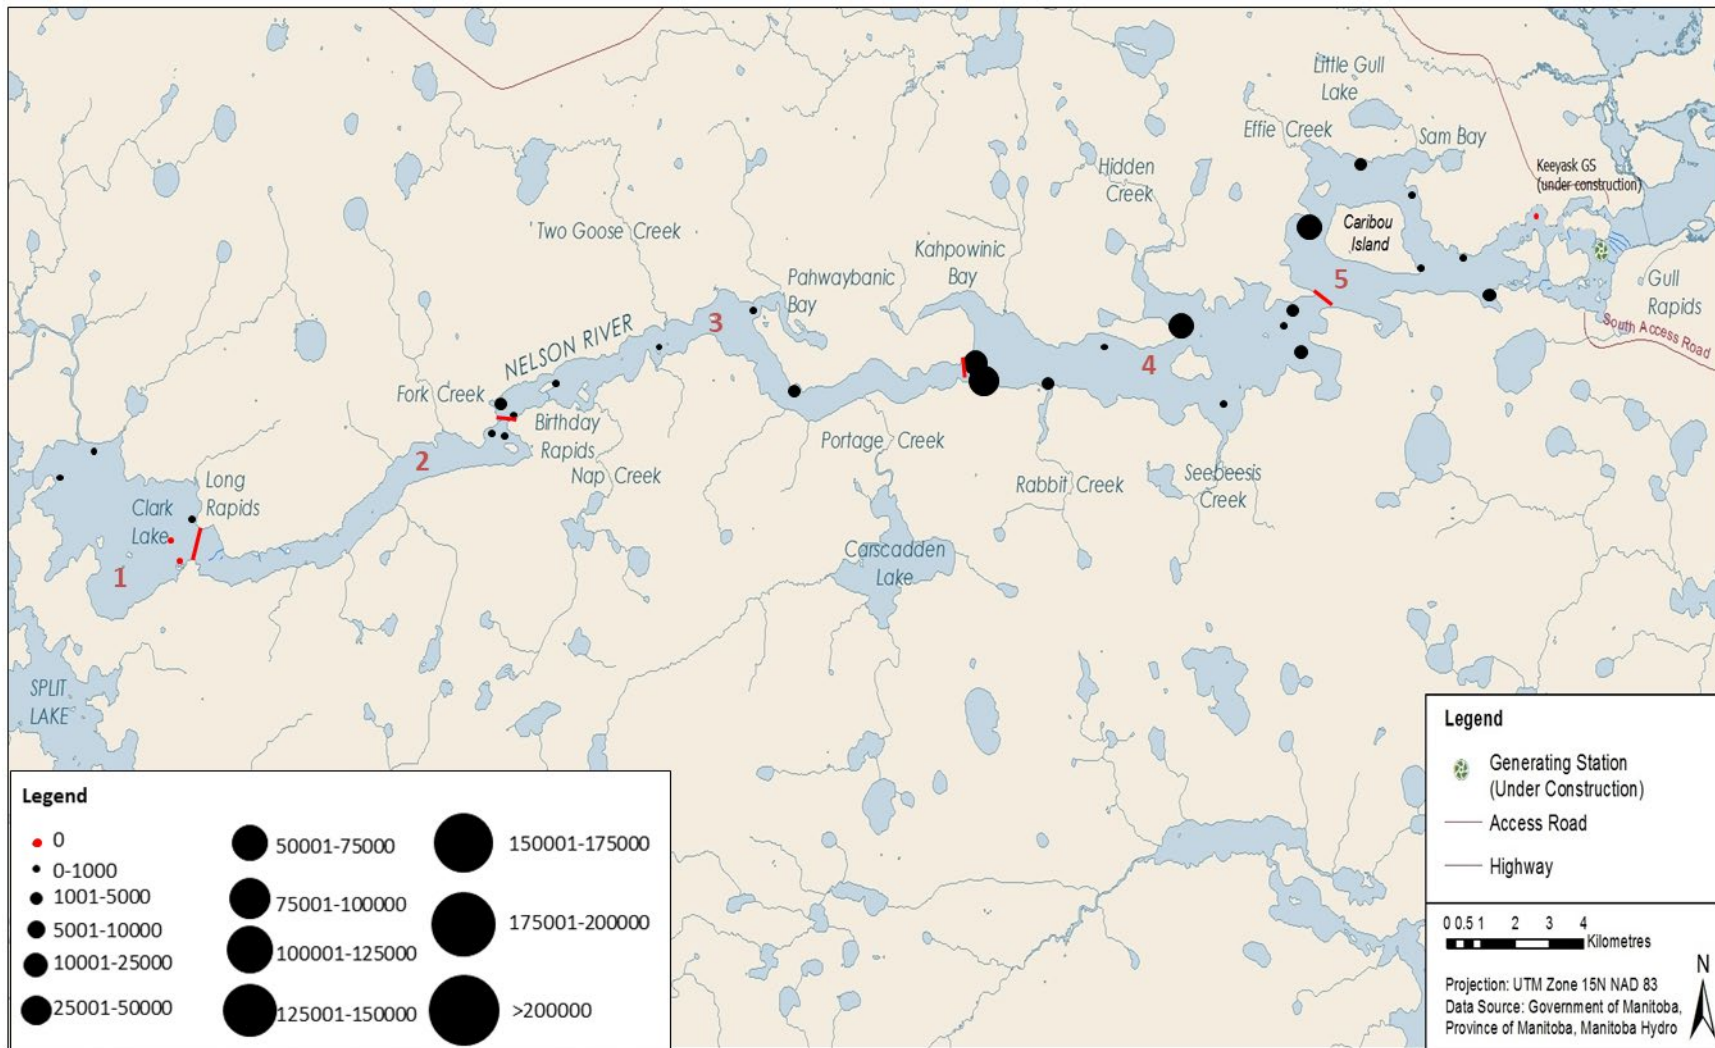 Little Gull
Lake
Effie Creek
Sam Bay
Keeyask GS
(under construction)
Hidden
Creek
Caribou
Island
Two Goose Creek
Kahpowinic
Bay
Pahwaybanic
Bay
5
Gull
Rapids
South Access Road
NELSON RIVER
3
4
Fork Creek
Birthday
Rapids
2
Portage Creek
Nap Creek
Rabbit Creek
Seebeesis
Creek
Long
Rapids
Clark
Lake
1
Carscadden
Lake
SPLIT
LAKE
Legend
0
0-1000
1001-5000
5001-10000
10001-25000
25001-50000
50001-75000
75001-100000
100001-125000
125001-150000
150001-175000
175001-200000
>200000
Legend
Generating Station
(Under Construction)
Access Road
Highway
0 0.5 1 2 3 4
Kilometres
N
Projection: UTM Zone 15N NAD 83
Data Source: Government of Manitoba,
Province of Manitoba, Manitoba Hydro